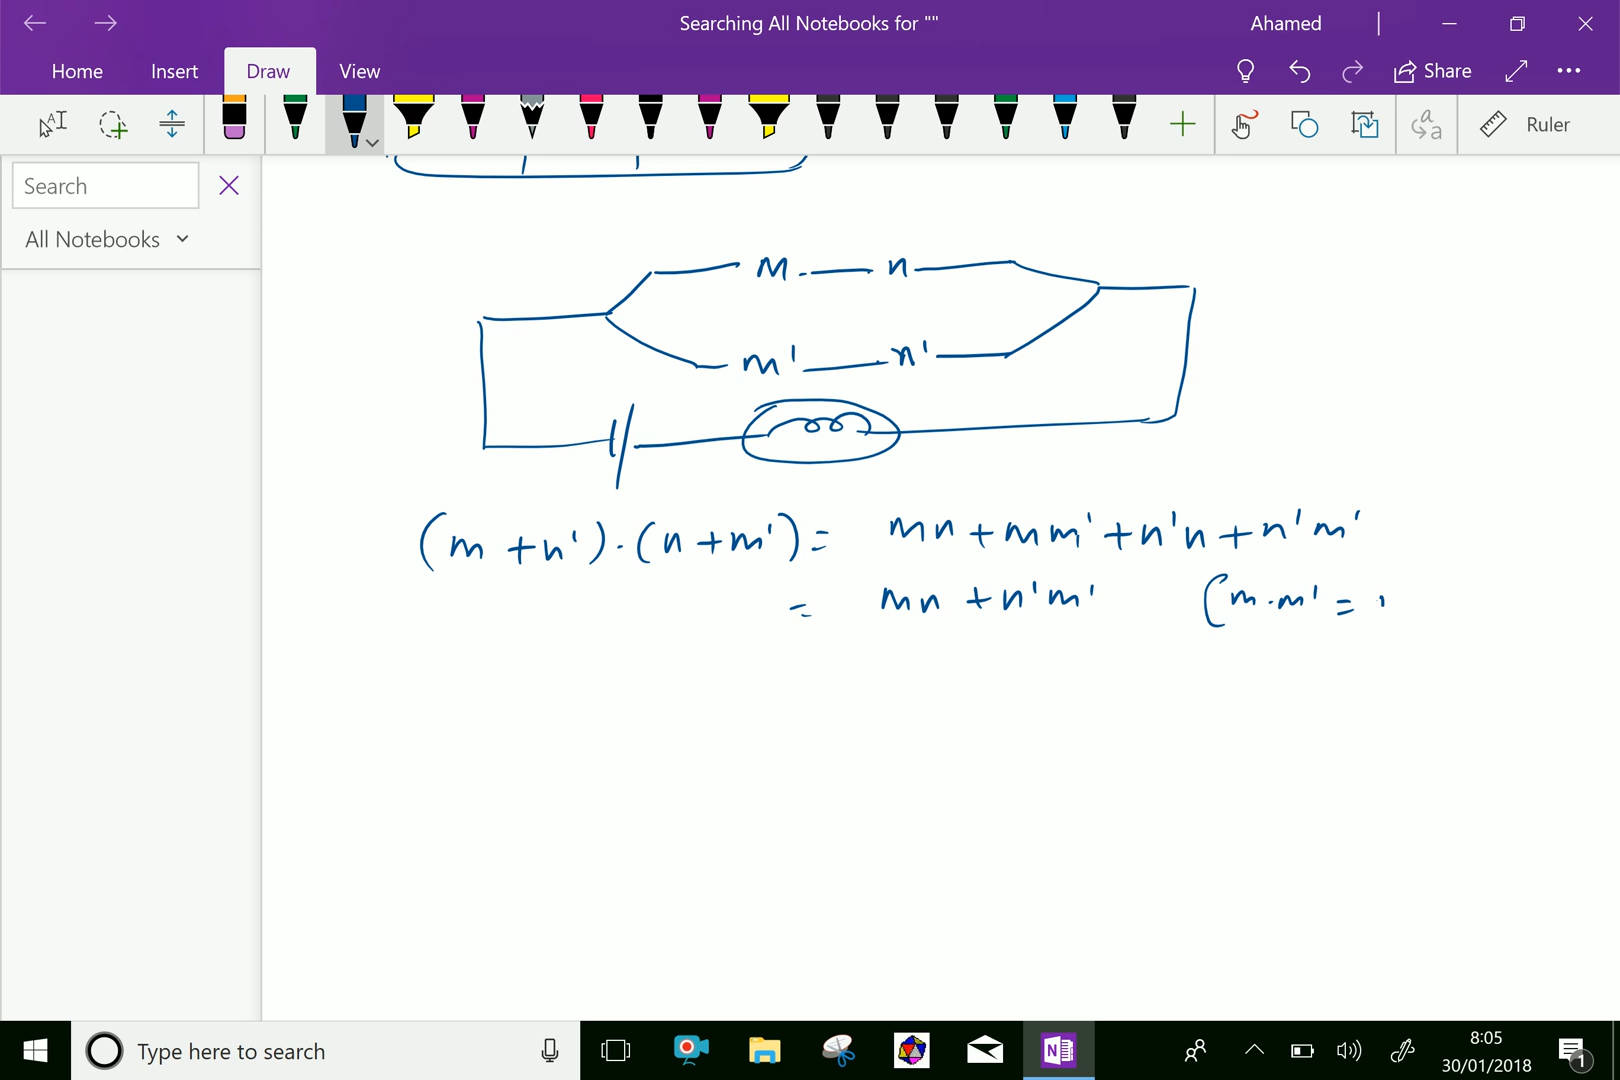 Searching All Notebooks for ""
Ahamed
Home Insert Draw View
Share
Ruler
Search
All Notebooks
m n
m' n'
(m + n') · (n + m') = mn + mm' + n'n + n'm'
= mn + n'm' [m·m' =
Type here to search
N
8:05
30/01/2018
1